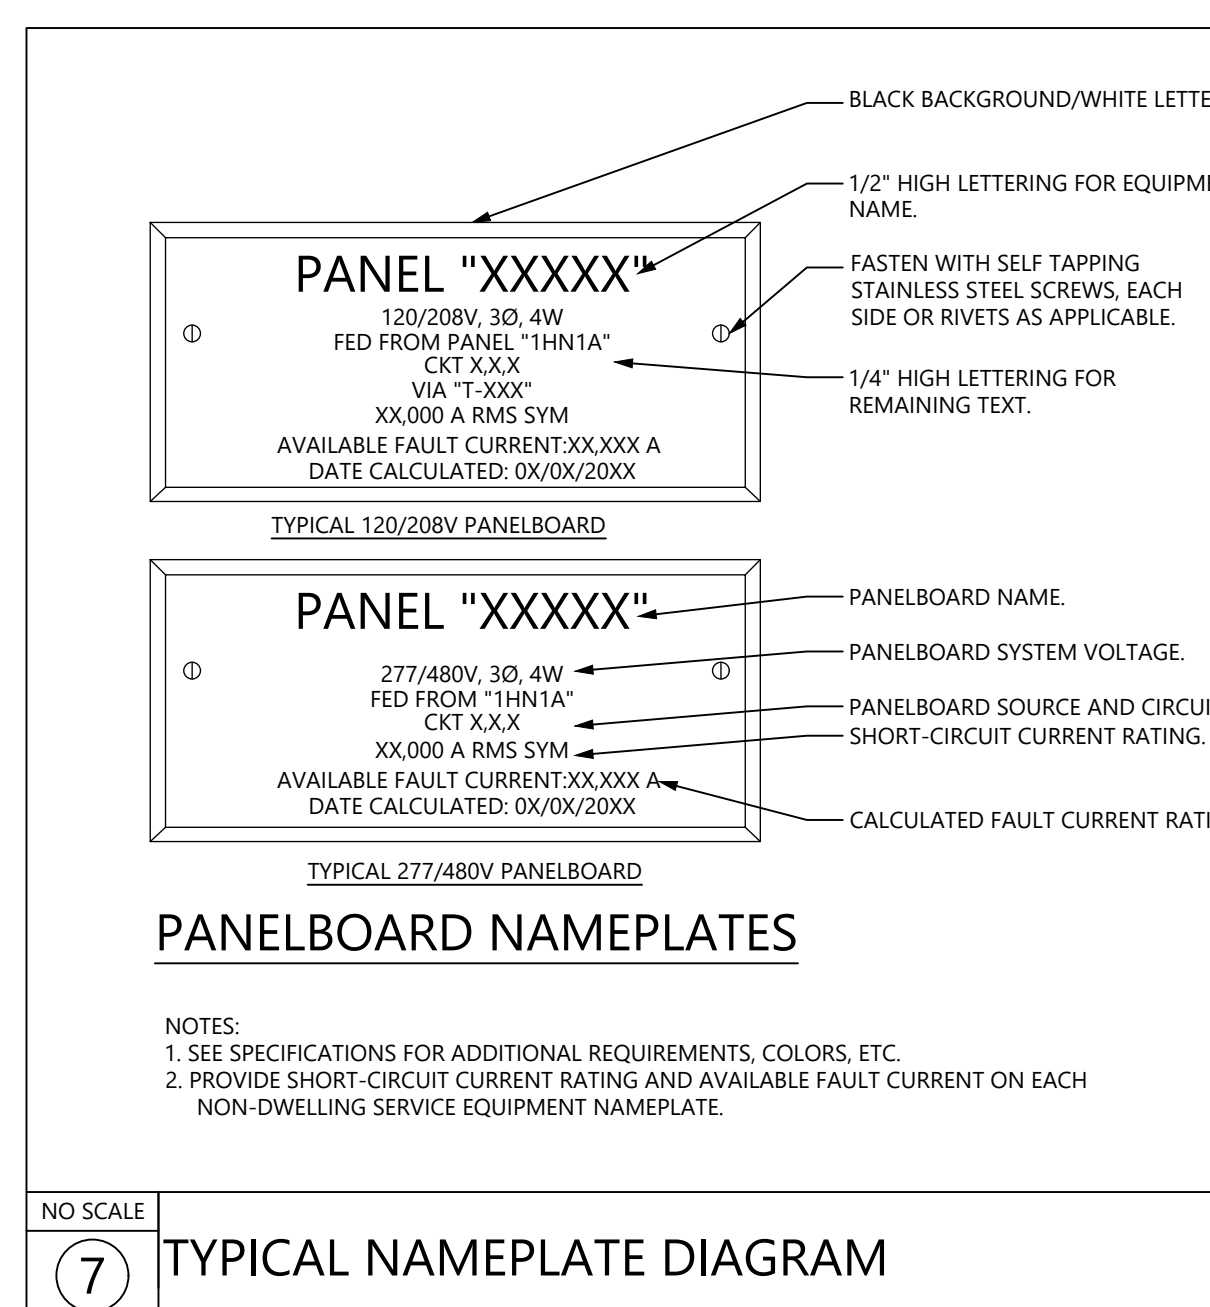 BLACK BACKGROUND/WHITE
1/2" HIGH LETTERING FOR
NAME.
PANEL "XXXXX"
120/208V, 3Ø, 4W
FED FROM PANEL "1HN1A"
CKT X,X,X
VIA "T-XXX"
XX,000 A RMS SYM
AVAILABLE FAULT CURRENT:XX,XXX A
DATE CALCULATED: 0X/0X/20XX
FASTEN WITH SELF TAPPING
STAINLESS STEEL SCREWS, EACH
SIDE OR RIVETS AS APPLICABLE.
1/4" HIGH LETTERING FOR
REMAINING TEXT.
TYPICAL 120/208V PANELBOARD
PANEL "XXXXX"
277/480V, 3Ø, 4W
FED FROM "1HN1A"
CKT X,X,X
XX,000 A RMS SYM
AVAILABLE FAULT CURRENT:XX,XXX A
DATE CALCULATED: 0X/0X/20XX
PANELBOARD NAME.
PANELBOARD SYSTEM VOLTAGE.
PANELBOARD SOURCE AND
SHORT-CIRCUIT CURRENT RATING.
CALCULATED FAULT CURRENT
TYPICAL 277/480V PANELBOARD
PANELBOARD NAMEPLATES
NOTES:
1. SEE SPECIFICATIONS FOR ADDITIONAL REQUIREMENTS, COLORS, ETC.
2. PROVIDE SHORT-CIRCUIT CURRENT RATING AND AVAILABLE FAULT CURRENT ON EACH
NON-DWELLING SERVICE EQUIPMENT NAMEPLATE.
NO SCALE
7
TYPICAL NAMEPLATE DIAGRAM